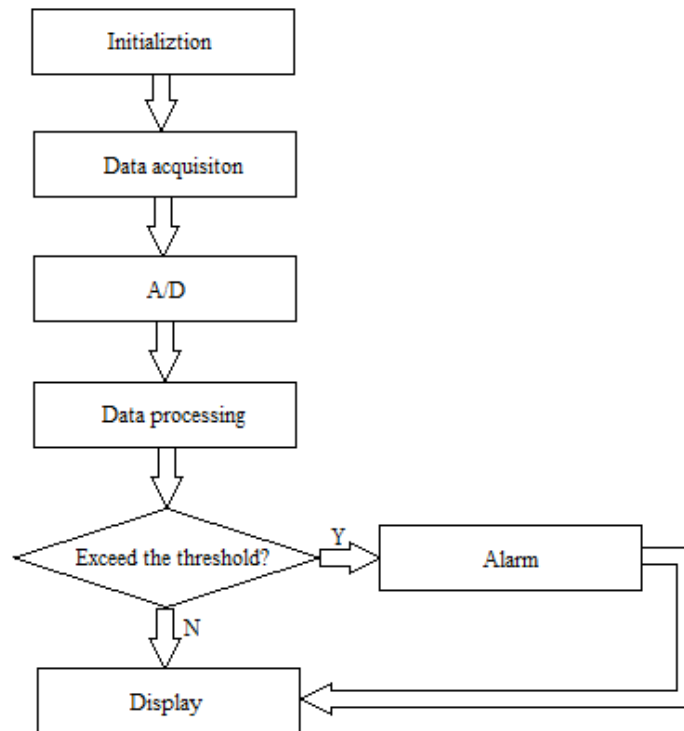 Initializtion
Data acquisiton
A/D
Data processing
Exceed the threshold?
Y
Alarm
N
Display